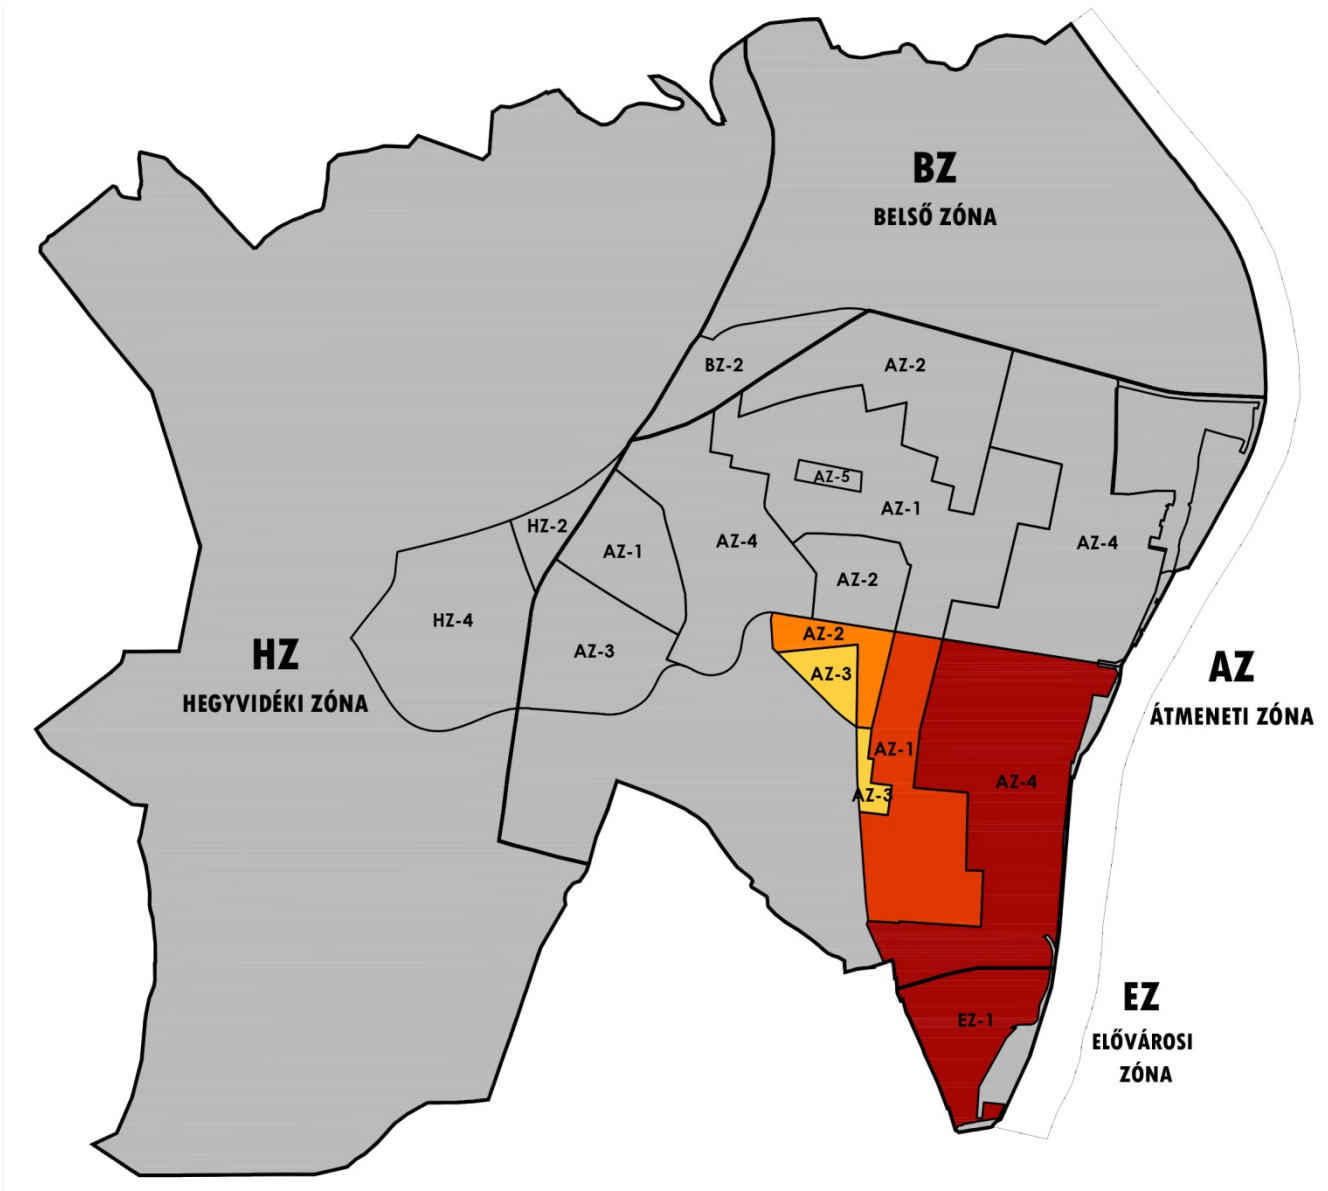 BZ
BELSŐ ZÓNA
BZ-2
AZ-2
AZ-5
AZ-1
HZ-2
AZ-1
AZ-4
AZ-4
AZ-2
HZ-4
AZ-3
AZ-2
HZ
HEGYVIDÉKI ZÓNA
AZ-3
AZ
ÁTMENETI ZÓNA
AZ-1
AZ-4
AZ-3
EZ
EZ-1
ELŐVÁROSI
ZÓNA